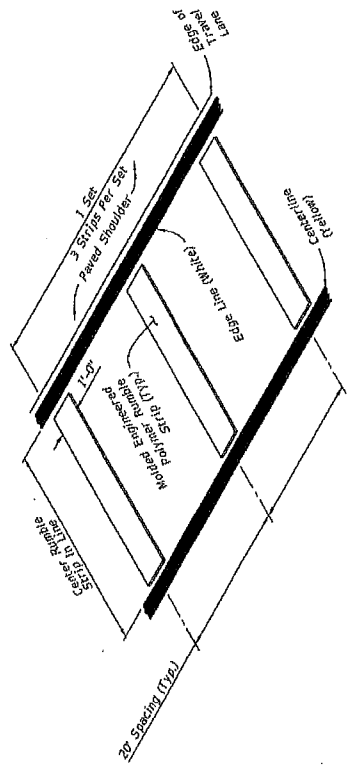 Edge of
Travel
Lane
1 Set
3 Strips Per Set
Paved Shoulder
Edge Line (White)
Centerline
(Yellow)
1'-0"
Molded Engineered
Polymer Rumble
Strip (Typ.)
Center Rumble
Strip In Line
20' Spacing (Typ.)